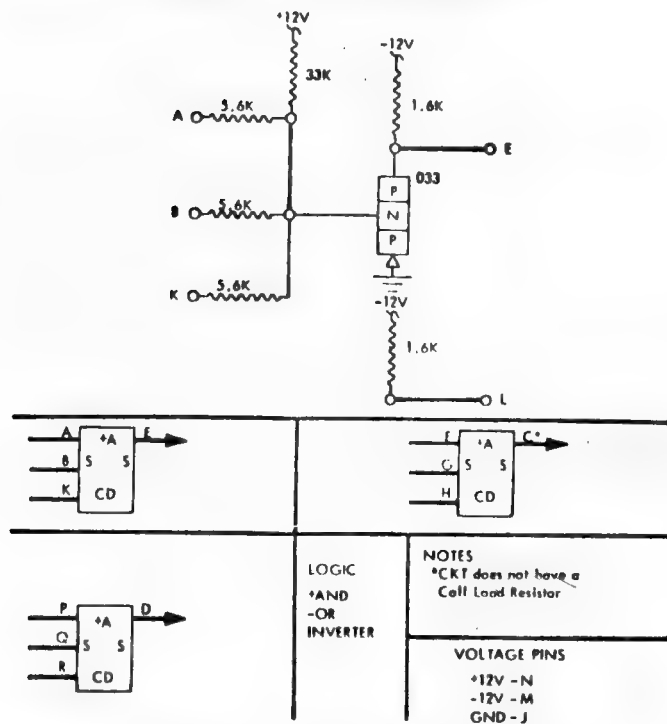 +12V
-12V
33K
1.6K
A
5.6K
E
033
P
B
5.6K
N
P
K
5.6K
-12V
1.6K
L
A +A E
B S S
K CD
F +A C*
G S S
H CD
P +A D
Q S S
R CD
LOGIC
+AND
-OR
INVERTER
NOTES
*CKT does not have a
Coll Load Resistor
VOLTAGE PINS
+12V - N
-12V - M
GND - J